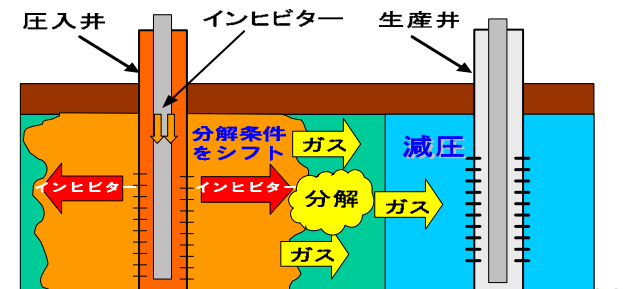 圧入井
インヒビター
生産井
分解条件
をシフト
ガス
減圧
インヒビター
インヒビター
分解
ガス
ガス